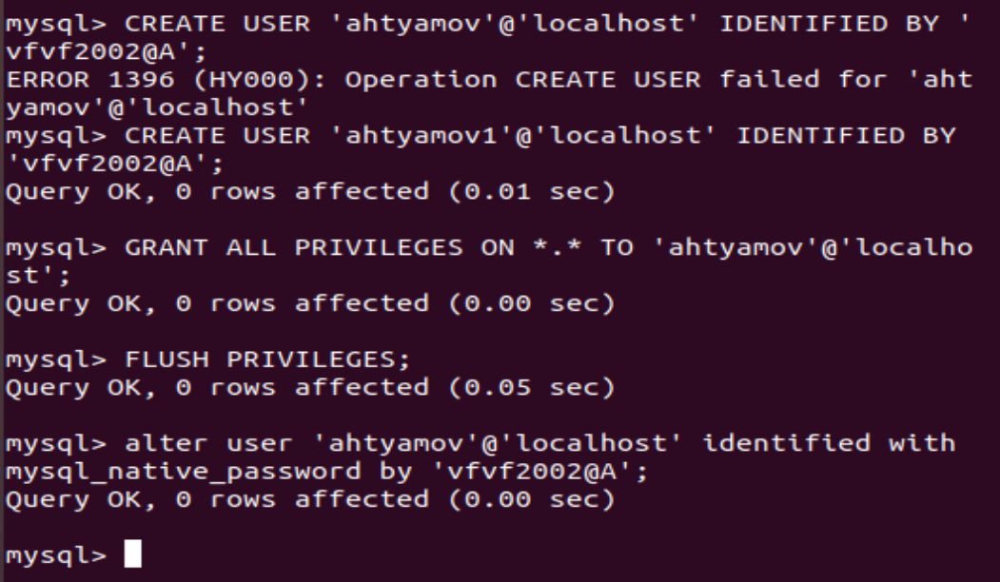 mysql> CREATE USER 'ahtyamov'@'localhost' IDENTIFIED BY '
vfvf2002@A';
ERROR 1396 (HY000): Operation CREATE USER failed for 'aht
yamov'@'localhost'
mysql> CREATE USER 'ahtyamov1'@'localhost' IDENTIFIED BY
'vfvf2002@A';
Query OK, 0 rows affected (0.01 sec)
mysql> GRANT ALL PRIVILEGES ON *.* TO 'ahtyamov'@'localho
st';
Query OK, 0 rows affected (0.00 sec)
mysql> FLUSH PRIVILEGES;
Query OK, 0 rows affected (0.05 sec)
mysql> alter user 'ahtyamov'@'localhost' identified with
mysql_native_password by 'vfvf2002@A';
Query OK, 0 rows affected (0.00 sec)
mysql>